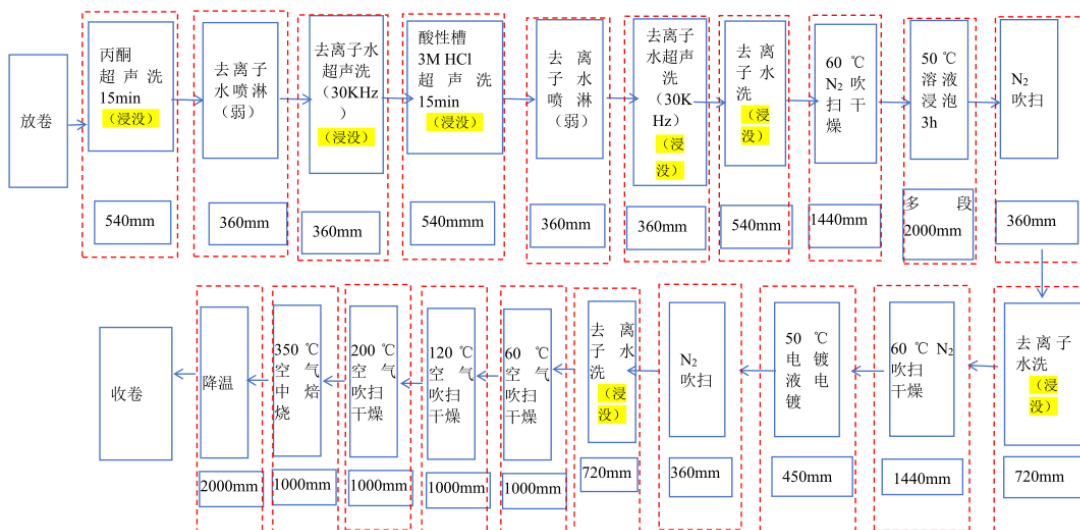 放卷
丙酮
超声洗
15min
（浸没）
540mm
去离子
水喷淋
（弱）
360mm
去离子水
超声洗
（30KHz
）
（浸没）
360mm
酸性槽
3M HCl
超声洗
15min
（浸没）
540mmm
去离
子水
喷淋
（弱）
360mm
去离子
水超声
洗
（30K
Hz）
（浸
没）
360mm
去离
子水
洗
（浸
没）
540mm
60℃
N₂吹
扫干
燥
1440mm
50℃
溶液
浸泡
3h
多段
2000mm
N₂
吹扫
360mm
去离子
水洗
（浸
没）
720mm
60℃N₂
吹扫
干燥
1440mm
50℃
电镀
液电
镀
450mm
N₂
吹扫
360mm
去离
子水
洗
（浸
没）
720mm
60℃
空气
吹扫
干燥
1000mm
120℃
空气
吹扫
干燥
1000mm
200℃
空气
吹扫
干燥
1000mm
350℃
空气
中焙
烧
1000mm
降温
2000mm
收卷